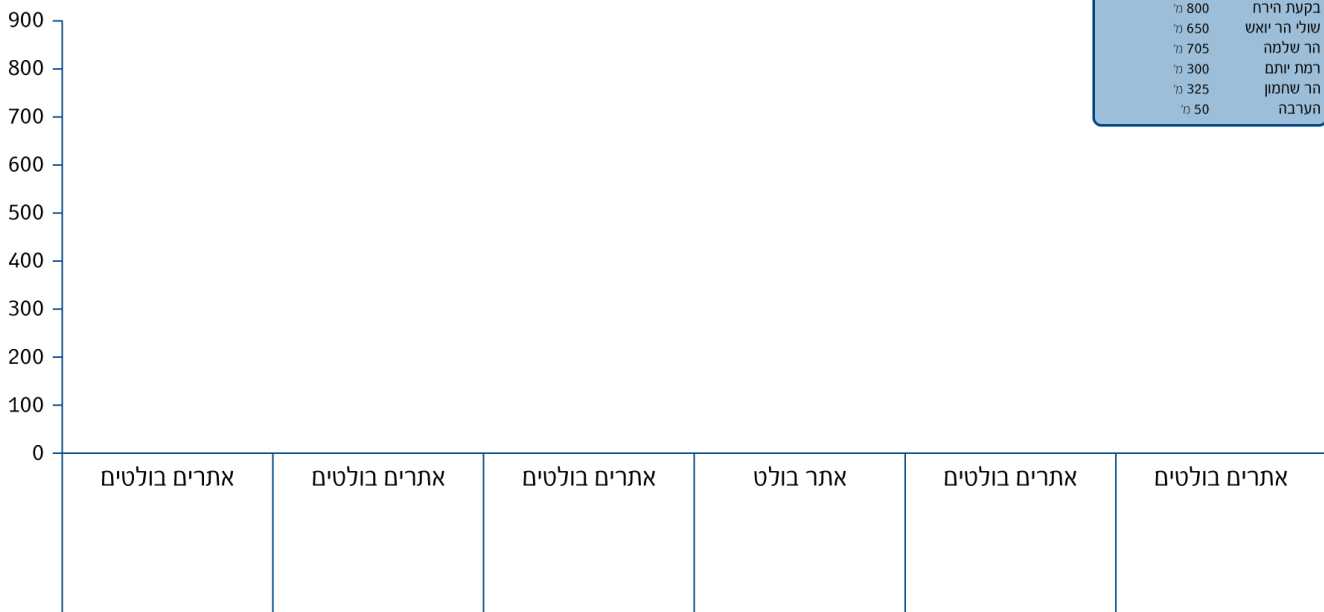 בקעת הירח 800 מ'
שולי הר יואש 650 מ'
הר שלמה 705 מ'
רמת יותם 300 מ'
הר שחמון 325 מ'
הערבה 50 מ'
900
800
700
600
500
400
300
200
100
0
אתרים בולטים
אתרים בולטים
אתר בולט
אתרים בולטים
אתרים בולטים
אתרים בולטים